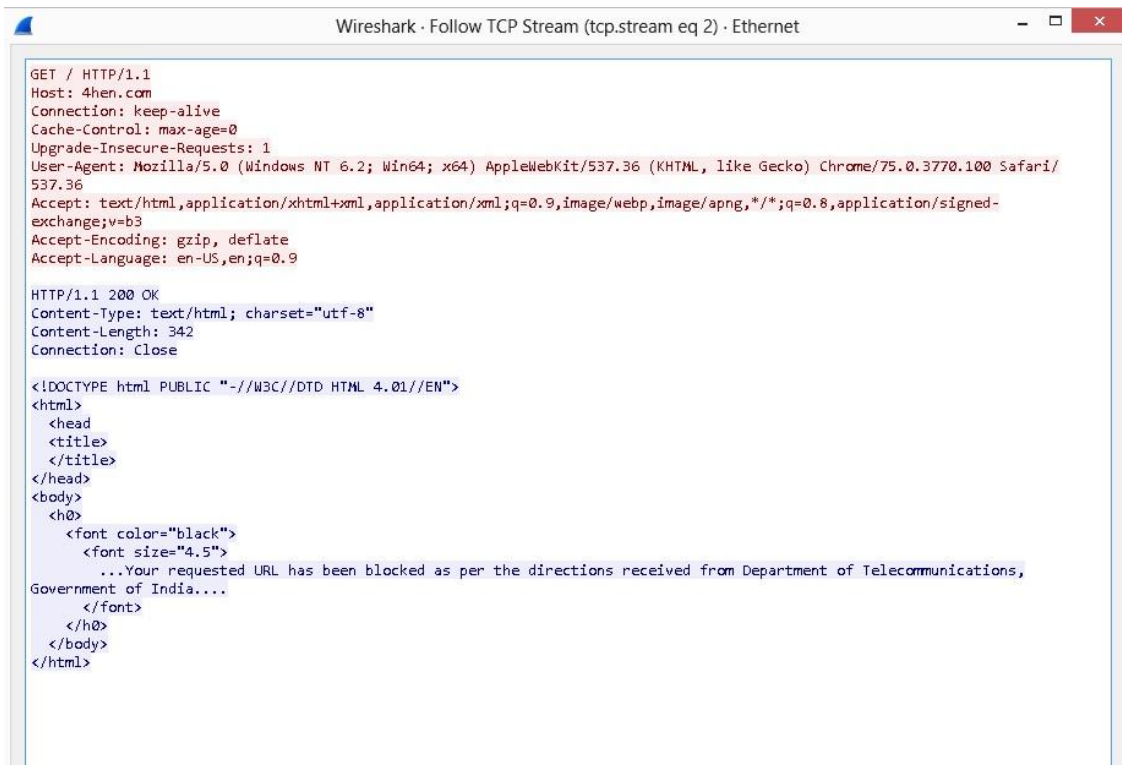 Wireshark · Follow TCP Stream (tcp.stream eq 2) · Ethernet
GET / HTTP/1.1
Host: 4hen.com
Connection: keep-alive
Cache-Control: max-age=0
Upgrade-Insecure-Requests: 1
User-Agent: Mozilla/5.0 (Windows NT 6.2; Win64; x64) AppleWebKit/537.36 (KHTML, like Gecko) Chrome/75.0.3770.100 Safari/
537.36
Accept: text/html,application/xhtml+xml,application/xml;q=0.9,image/webp,image/apng,*/*;q=0.8,application/signed-
exchange;v=b3
Accept-Encoding: gzip, deflate
Accept-Language: en-US,en;q=0.9

HTTP/1.1 200 OK
Content-Type: text/html; charset="utf-8"
Content-Length: 342
Connection: Close

<!DOCTYPE html PUBLIC "-//W3C//DTD HTML 4.01//EN">
<html>
  <head
  <title>
  </title>
</head>
<body>
  <h0>
    <font color="black">
      <font size="4.5">
        ...Your requested URL has been blocked as per the directions received from Department of Telecommunications,
Government of India....
      </font>
    </h0>
  </body>
</html>